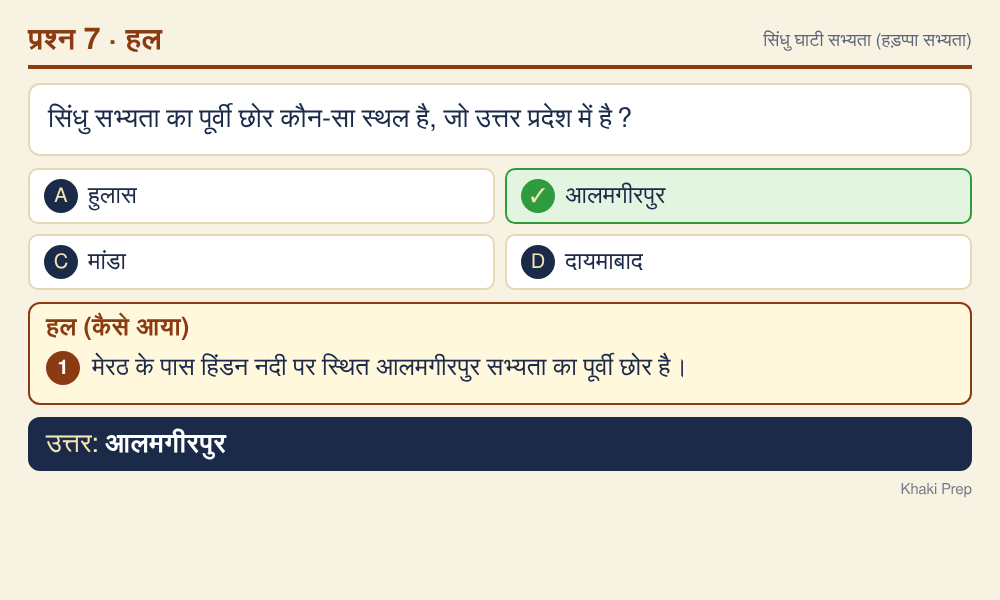 प्रश्न 7 · हल
सिंधु घाटी सभ्यता (हड़प्पा सभ्यता)
सिंधु सभ्यता का पूर्वी छोर कौन-सा स्थल है, जो उत्तर प्रदेश में है ?
A हुलास
✓ आलमगीरपुर
C मांडा
D दायमाबाद
हल (कैसे आया)
1 मेरठ के पास हिंडन नदी पर स्थित आलमगीरपुर सभ्यता का पूर्वी छोर है।
उत्तर: आलमगीरपुर
Khaki Prep